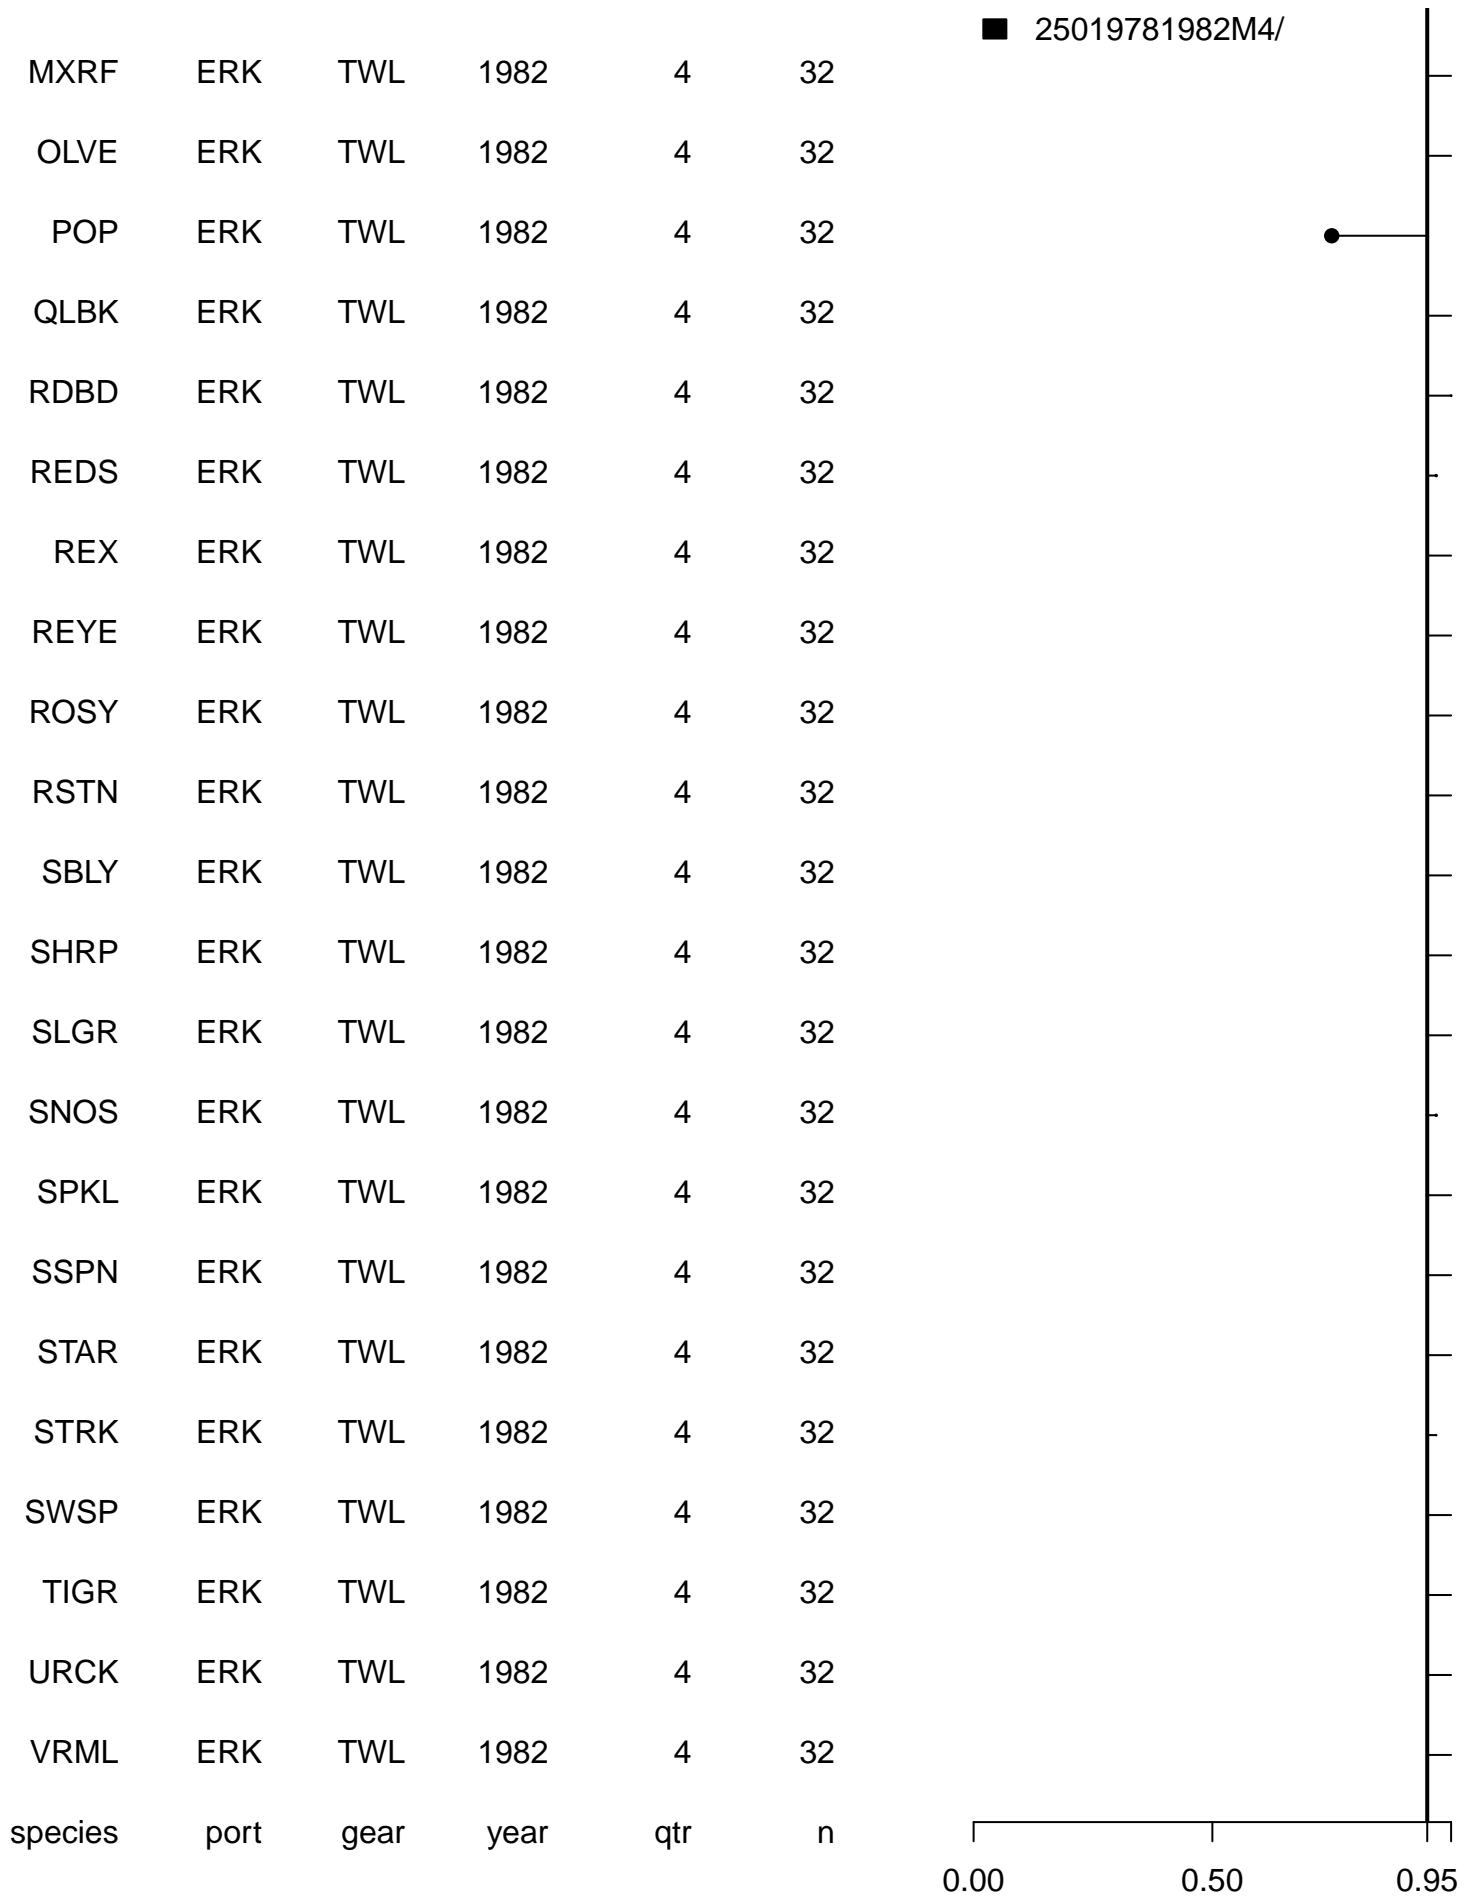 25019781982M4/
MXRF ERK TWL 1982 4 32
OLVE ERK TWL 1982 4 32
POP ERK TWL 1982 4 32
QLBK ERK TWL 1982 4 32
RDBD ERK TWL 1982 4 32
REDS ERK TWL 1982 4 32
REX ERK TWL 1982 4 32
REYE ERK TWL 1982 4 32
ROSY ERK TWL 1982 4 32
RSTN ERK TWL 1982 4 32
SBLY ERK TWL 1982 4 32
SHRP ERK TWL 1982 4 32
SLGR ERK TWL 1982 4 32
SNOS ERK TWL 1982 4 32
SPKL ERK TWL 1982 4 32
SSPN ERK TWL 1982 4 32
STAR ERK TWL 1982 4 32
STRK ERK TWL 1982 4 32
SWSP ERK TWL 1982 4 32
TIGR ERK TWL 1982 4 32
URCK ERK TWL 1982 4 32
VRML ERK TWL 1982 4 32
species port gear year qtr n
0.00 0.50 0.95